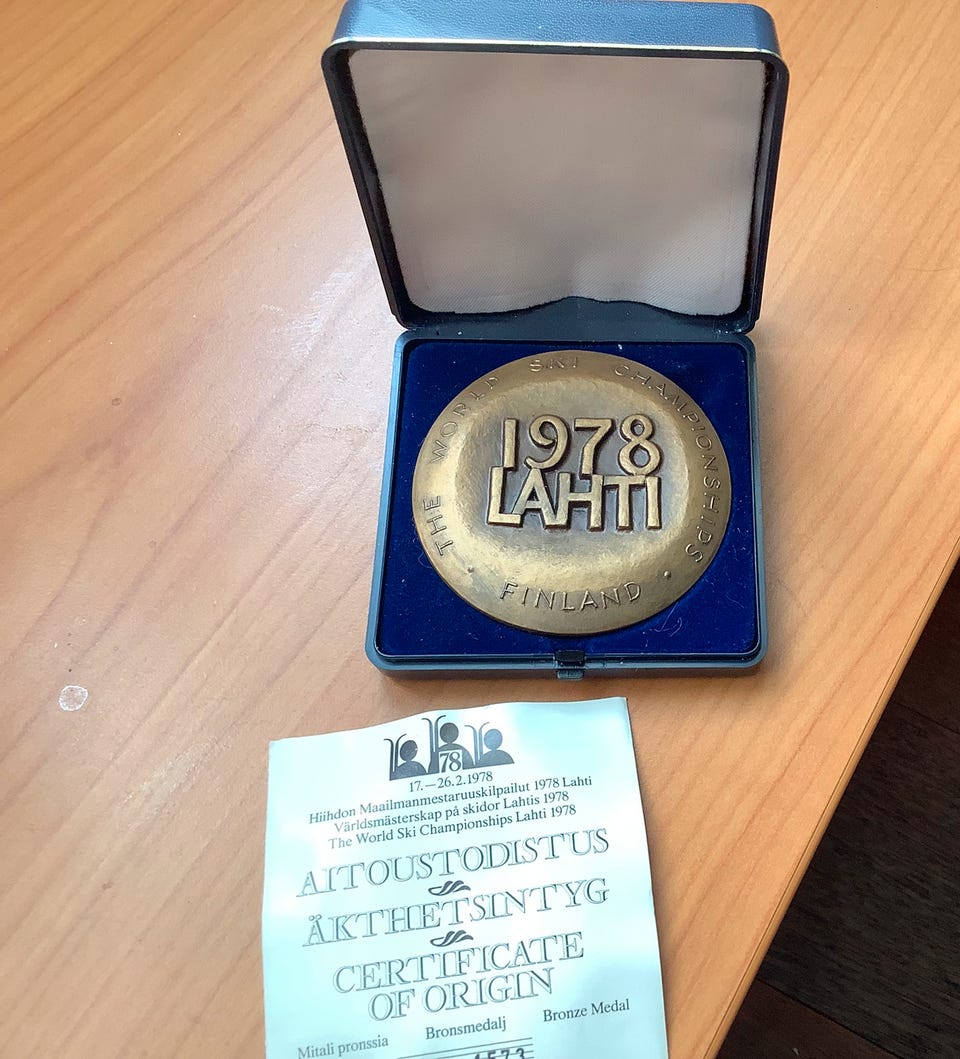 THE WORLD SKI CHAMPIONSHIPS
1978
LAHTI
• FINLAND •
78
17.—26.2.1978
Hiihdon Maailmanmestaruuskilpailut 1978 Lahti
Världsmästerskap på skidor Lahtis 1978
The World Ski Championships Lahti 1978
AITOUSTODISTUS
ÄKTHETSINTYG
CERTIFICATE
OF ORIGIN
Mitali pronssia Bronsmedalj Bronze Medal